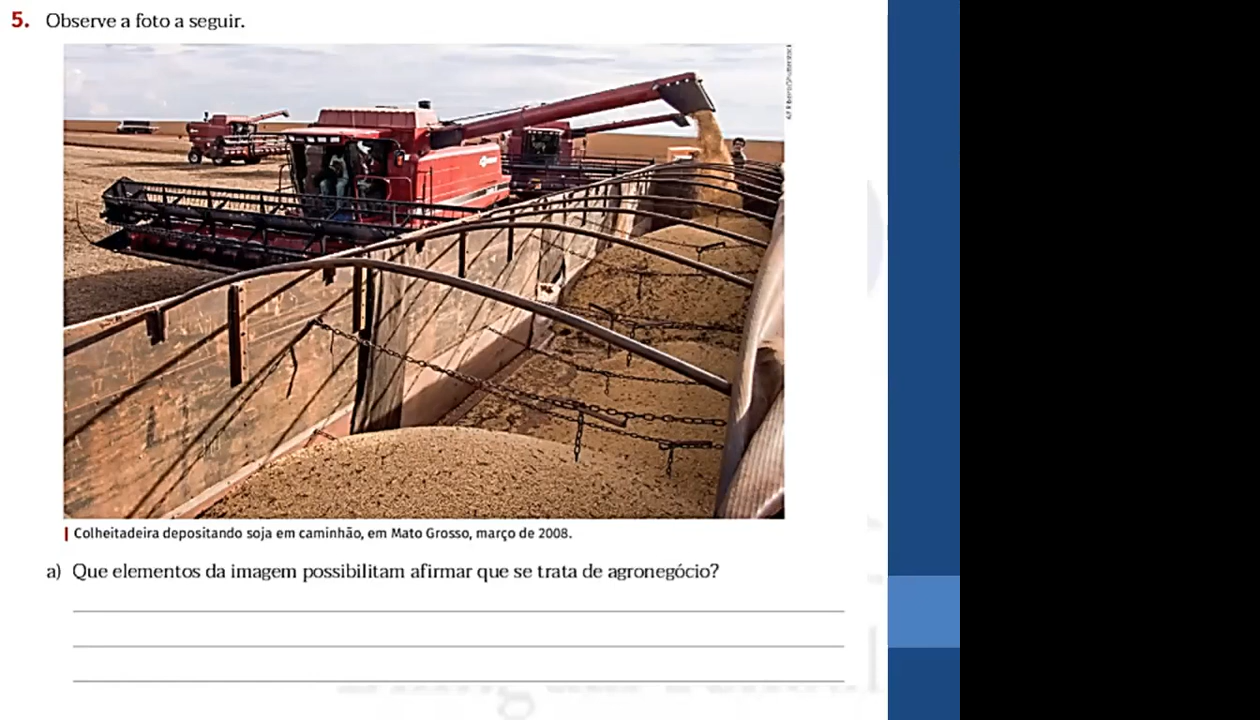 5. Observe a foto a seguir.
Colheitadeira depositando soja em caminhão, em Mato Grosso, março de 2008.
a) Que elementos da imagem possibilitam afirmar que se trata de agronegócio?